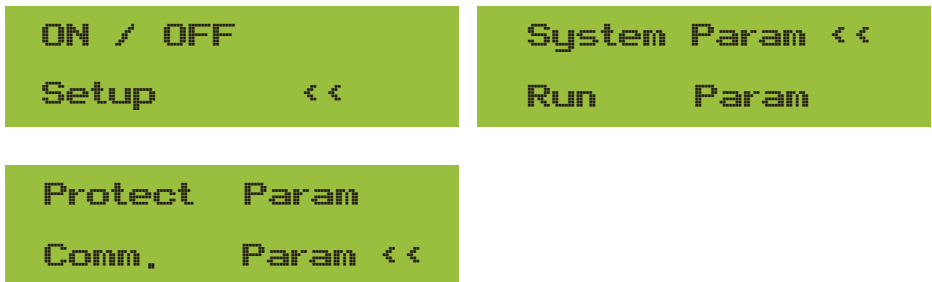 ON / OFF
Setup <<
System Param <<
Run Param
Protect Param
Comm. Param <<